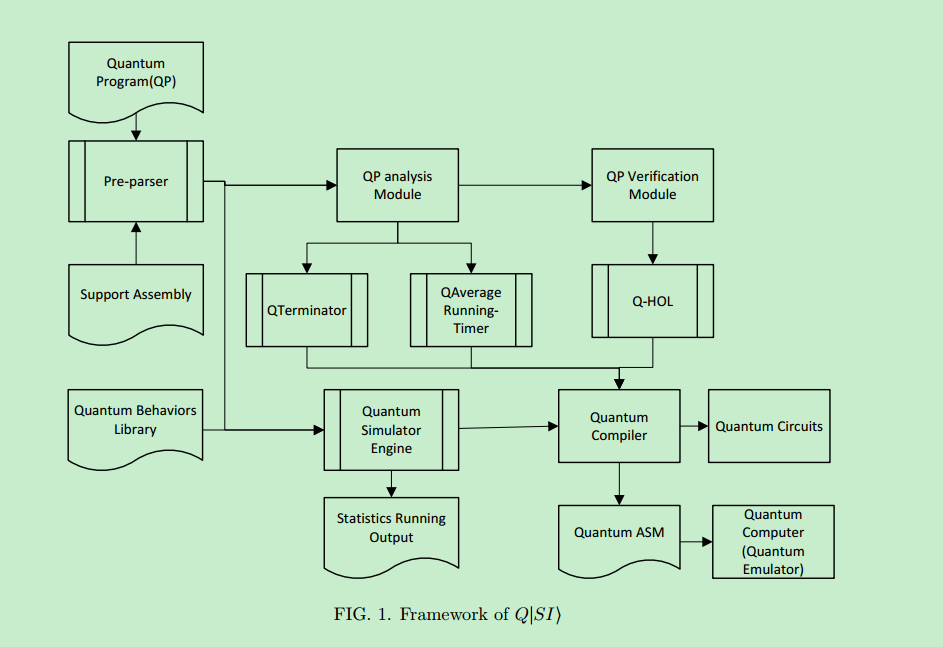 Quantum
Program(QP)
Pre-parser
QP analysis
Module
QP Verification
Module
Support Assembly
QTerminator
QAverage
Running-
Timer
Q-HOL
Quantum Behaviors
Library
Quantum
Simulator
Engine
Quantum
Compiler
Quantum Circuits
Statistics Running
Output
Quantum ASM
Quantum
Computer
(Quantum
Emulator)
FIG. 1. Framework of Q|SI⟩